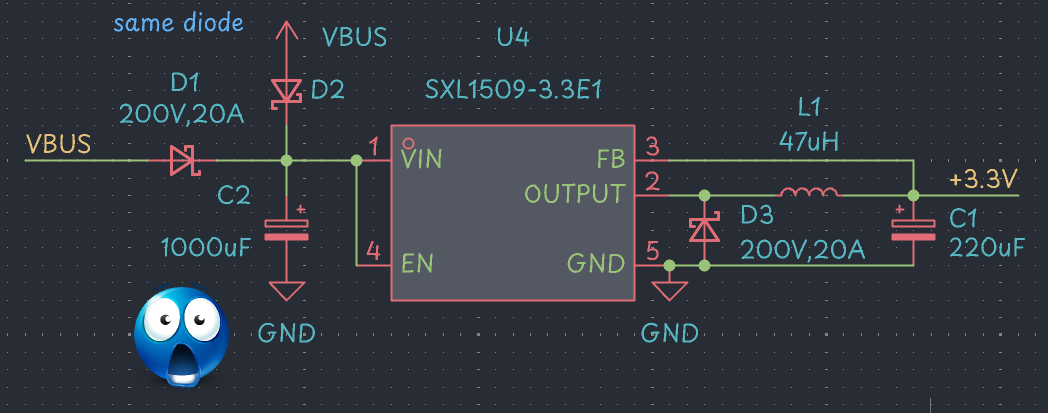 same diode
VBUS
D2
D1
200V,20A
VBUS
C2
1000uF
GND
U4
SXL1509-3.3E1
1
VIN
4
EN
FB
3
OUTPUT
2
GND
5
L1
47uH
+3.3V
D3
200V,20A
C1
220uF
GND